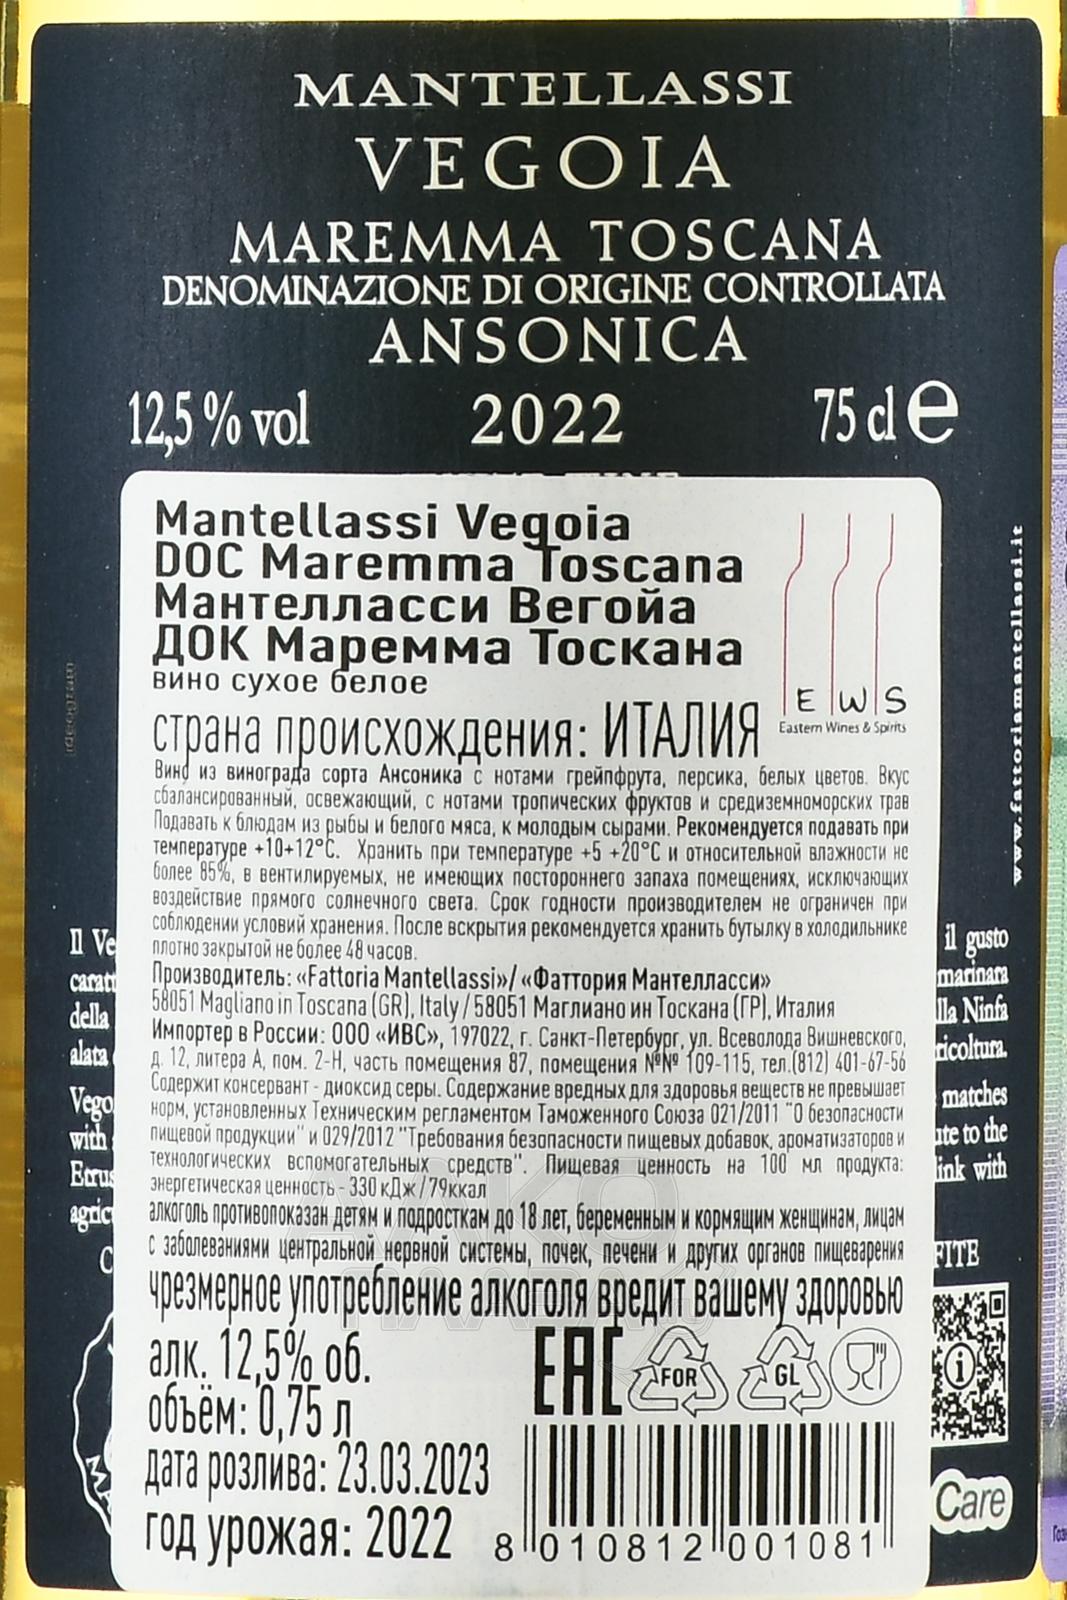 MANTELLASSI
VEGOIA
MAREMMA TOSCANA
DENOMINAZIONE DI ORIGINE CONTROLLATA
ANSONICA
12,5 % vol
2022
75 cl e
Mantellassi Vegoia
DOC Maremma Toscana
Мантелласси Вегойа
ДОК Маремма Тоскана
вино сухое белое
E W S
Eastern Wines & Spirits
страна происхождения: ИТАЛИЯ
Вино из винограда сорта Ансоника с нотами грейпфрута, персика, белых цветов. Вкус
сбалансированный, освежающий, с нотами тропических фруктов и средиземноморских трав
Подавать к блюдам из рыбы и белого мяса, к молодым сырами. Рекомендуется подавать при
температуре +10+12°C. Хранить при температуре +5 +20°C и относительной влажности не
более 85%, в вентилируемых, не имеющих постороннего запаха помещениях, исключающих
воздействие прямого солнечного света. Срок годности производителем не ограничен при
соблюдении условий хранения. После вскрытия рекомендуется хранить бутылку в холодильнике
плотно закрытой не более 48 часов.
Производитель: «Fattoria Mantellassi»/ «Фаттория Мантелласси»
58051 Magliano in Toscana (GR), Italy / 58051 Маглиано ин Тоскана (ГР), Италия
Импортер в России: ООО «ИВС», 197022, г. Санкт-Петербург, ул. Всеволода Вишневского,
д. 12, литера А, пом. 2-Н, часть помещения 87, помещения №№ 109-115, тел.(812) 401-67-56
Содержит консервант - диоксид серы. Содержание вредных для здоровья веществ не превышает
норм, установленных Техническим регламентом Таможенного Союза 021/2011 "О безопасности
пищевой продукции" и 029/2012 "Требования безопасности пищевых добавок, ароматизаторов и
технологических вспомогательных средств". Пищевая ценность на 100 мл продукта:
энергетическая ценность - 330 кДж / 79ккал
алкоголь противопоказан детям и подросткам до 18 лет, беременным и кормящим женщинам, лицам
с заболеваниями центральной нервной системы, почек, печени и других органов пищеварения
чрезмерное употребление алкоголя вредит вашему здоровью
алк. 12,5% об.
объём: 0,75 л
дата розлива: 23.03.2023
год урожая: 2022
EAC
FOR
GL
8 010812 001081
www.fattoriamantellassi.it
ideogram
Il Ve
carat
della
alata
Vego
with
Etrus
agric
il gusto
marinara
lla Ninfa
ricoltura.
matches
ute to the
link with
FITE
i
Care